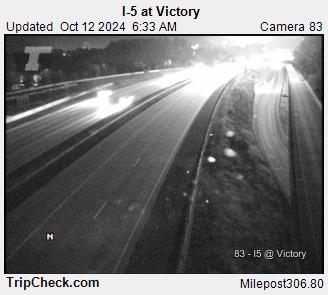 I-5 at Victory
Updated Oct 12 2024 6:33 AM Camera 83
T
N
83 - I5 @ Victory
TripCheck.com Milepost306.80